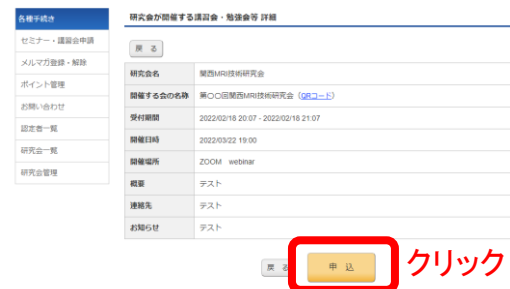 各種手続き
セミナー・講習会申請
メルマガ登録・解除
ポイント管理
お問い合わせ
認定者一覧
研究会一覧
研究会管理
研究会が開催する講習会・勉強会等 詳細
戻 る
研究会名 関西MRI技術研究会
開催する会の名称 第〇〇回関西MRI技術研究会（QRコード）
受付期間 2022/02/18 20:07 - 2022/02/18 21:07
開催日時 2022/03/22 19:00
開催場所 ZOOM webinar
概要 テスト
連絡先 テスト
お知らせ テスト
戻 る
申 込
クリック